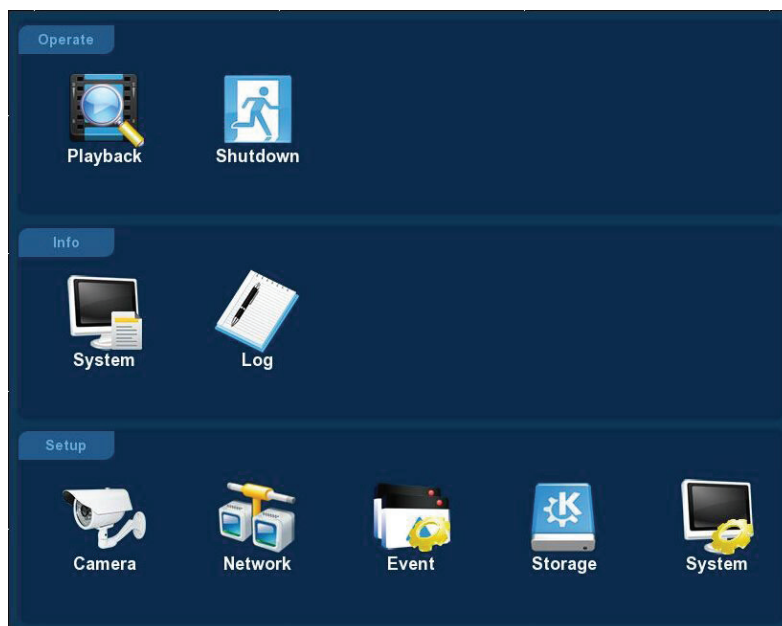 Operate
Playback Shutdown
Info
System Log
Setup
Camera Network Event Storage System